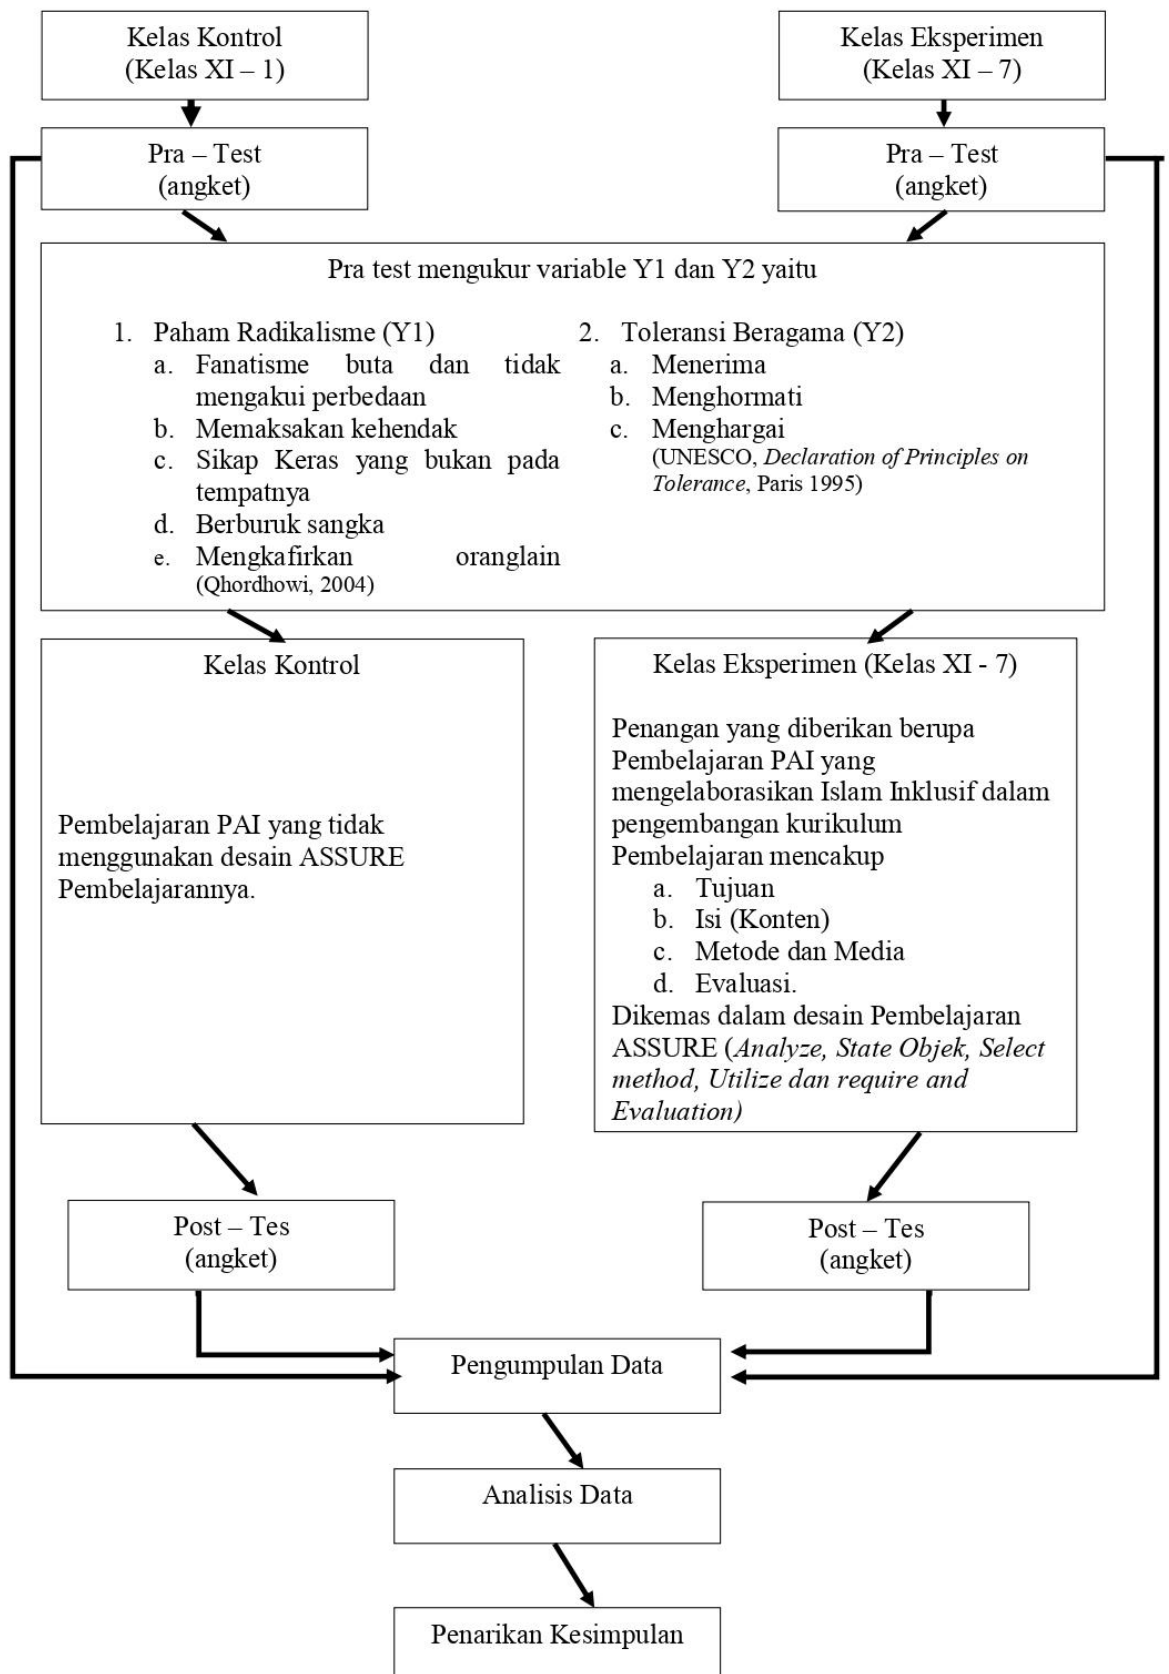 Kelas Kontrol
(Kelas XI – 1)
Kelas Eksperimen
(Kelas XI – 7)
Pra – Test
(angket)
Pra – Test
(angket)
Pra test mengukur variable Y1 dan Y2 yaitu
1. Paham Radikalisme (Y1)
a. Fanatisme buta dan tidak
mengakui perbedaan
b. Memaksakan kehendak
c. Sikap Keras yang bukan pada
tempatnya
d. Berburuk sangka
e. Mengkafirkan oranglain
(Qhordhowi, 2004)
2. Toleransi Beragama (Y2)
a. Menerima
b. Menghormati
c. Menghargai
(UNESCO, Declaration of Principles on
Tolerance, Paris 1995)
Kelas Kontrol
Pembelajaran PAI yang tidak
menggunakan desain ASSURE
Pembelajarannya.
Kelas Eksperimen (Kelas XI - 7)
Penangan yang diberikan berupa
Pembelajaran PAI yang
mengelaborasikan Islam Inklusif dalam
pengembangan kurikulum
Pembelajaran mencakup
a. Tujuan
b. Isi (Konten)
c. Metode dan Media
d. Evaluasi.
Dikemas dalam desain Pembelajaran
ASSURE (Analyze, State Objek, Select
method, Utilize dan require and
Evaluation)
Post – Tes
(angket)
Post – Tes
(angket)
Pengumpulan Data
Analisis Data
Penarikan Kesimpulan